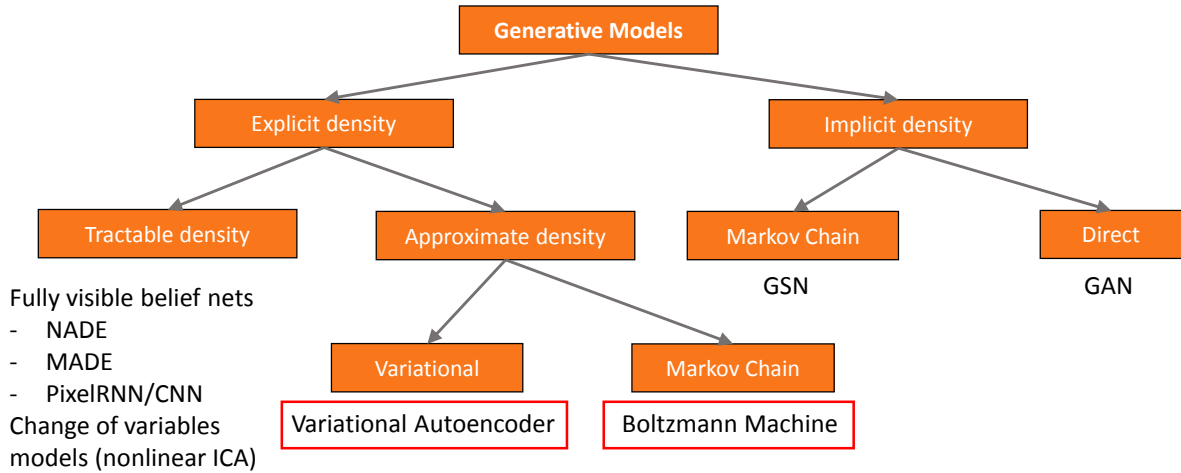 Generative Models
Explicit density
Implicit density
Tractable density
Approximate density
Markov Chain
Direct
GSN
GAN
Fully visible belief nets
- NADE
- MADE
- PixelRNN/CNN
Change of variables
models (nonlinear ICA)
Variational
Markov Chain
Variational Autoencoder
Boltzmann Machine